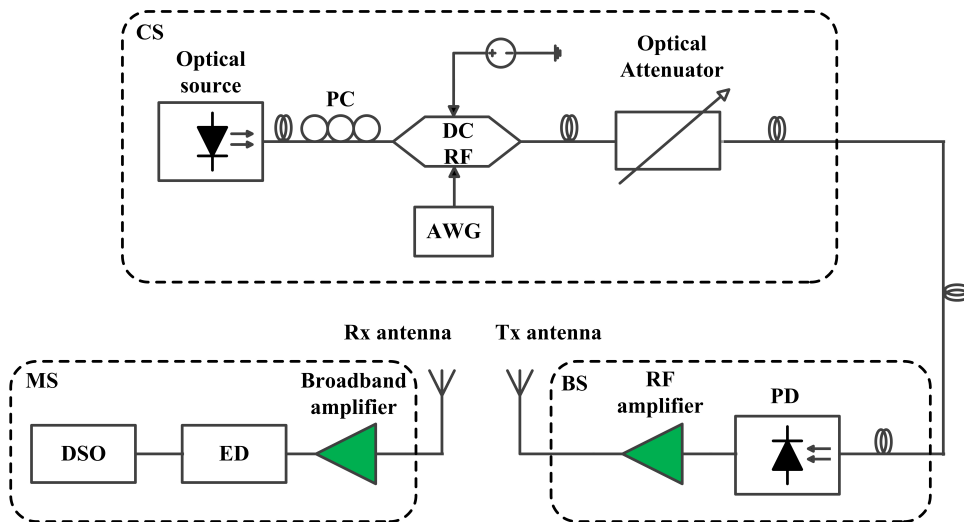 CS
Optical
source
PC
DC
RF
AWG
Optical
Attenuator
Rx antenna
Tx antenna
MS
Broadband
amplifier
DSO
ED
BS
RF
amplifier
PD